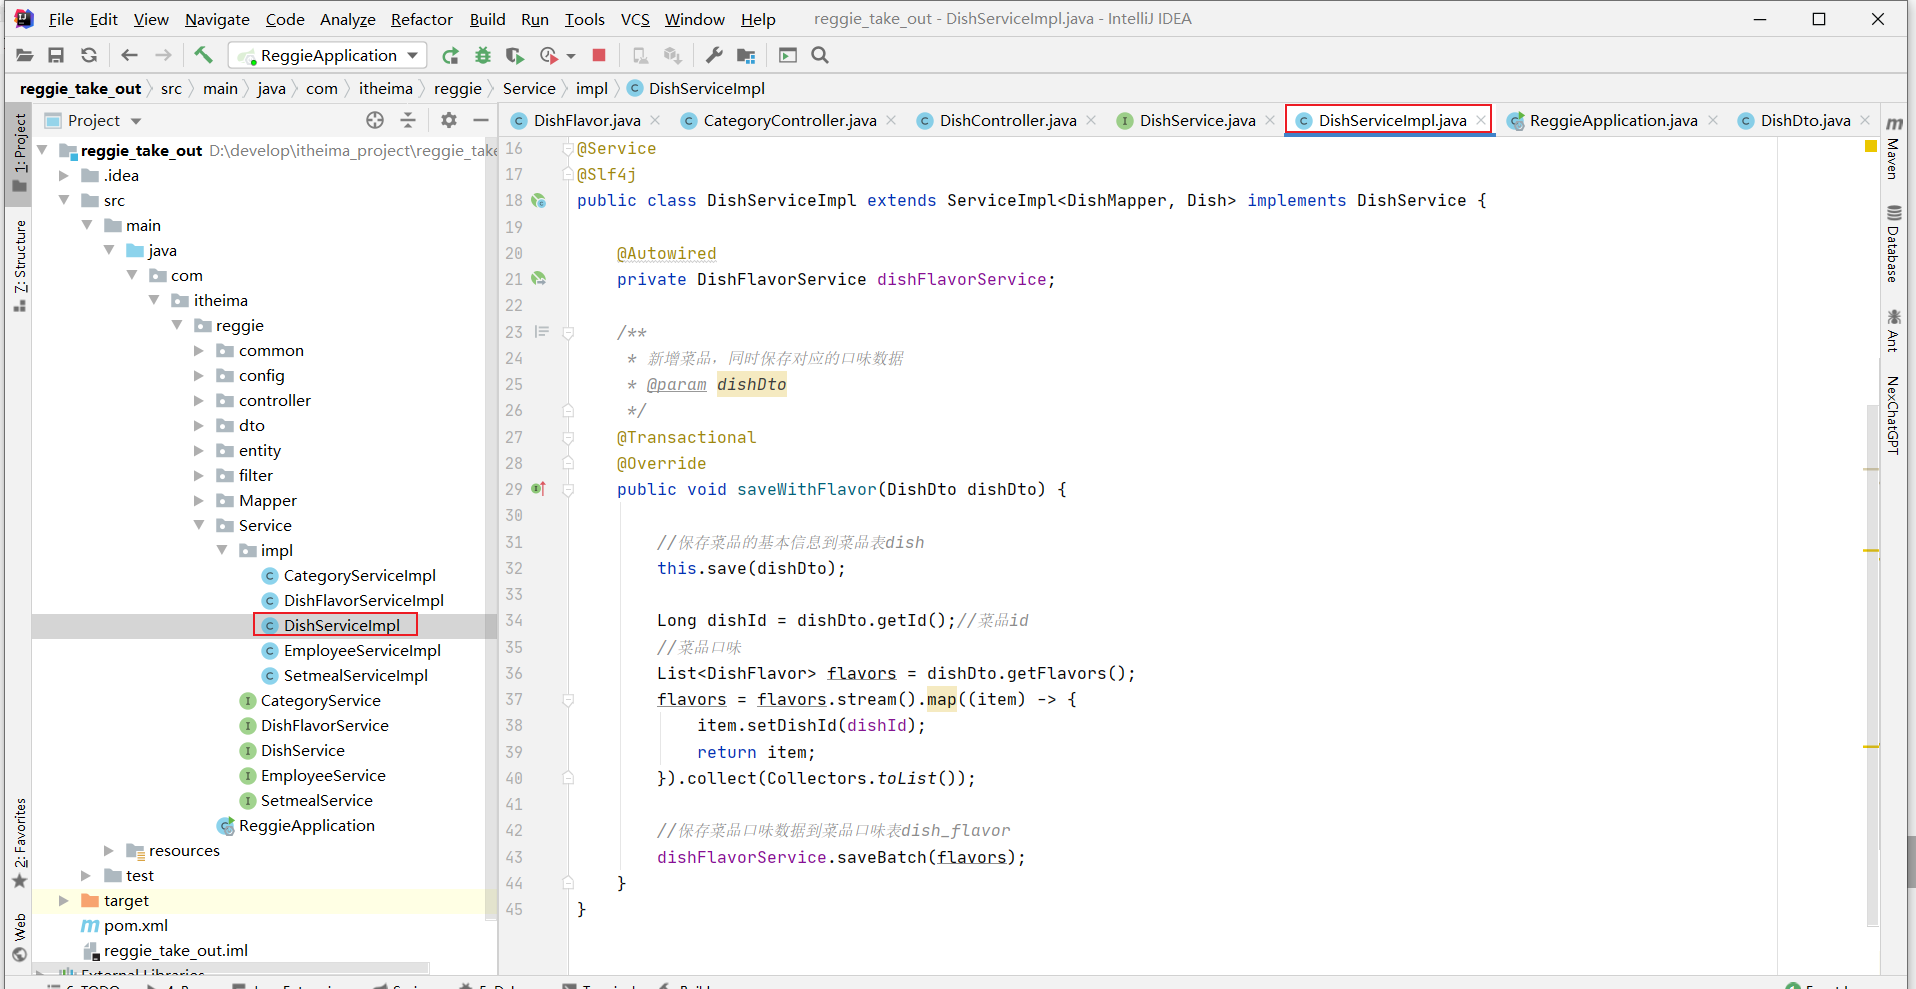 File Edit View Navigate Code Analyze Refactor Build Run Tools VCS Window Help reggie_take_out - DishServiceImpl.java - IntelliJ IDEA
ReggieApplication
reggie_take_out src main java com itheima reggie Service impl DishServiceImpl
Project
DishFlavor.java CategoryController.java DishController.java DishService.java DishServiceImpl.java ReggieApplication.java DishDto.java
1: Project
7: Structure
2: Favorites
Web
reggie_take_out D:\develop\itheima_project\reggie_take
.idea
src
main
java
com
itheima
reggie
common
config
controller
dto
entity
filter
Mapper
Service
impl
CategoryServiceImpl
DishFlavorServiceImpl
DishServiceImpl
EmployeeServiceImpl
SetmealServiceImpl
CategoryService
DishFlavorService
DishService
EmployeeService
SetmealService
ReggieApplication
resources
test
target
pom.xml
reggie_take_out.iml
External Libraries
16 @Service
17 @Slf4j
18 public class DishServiceImpl extends ServiceImpl<DishMapper, Dish> implements DishService {
19
20 @Autowired
21 private DishFlavorService dishFlavorService;
22
23 /**
24 * 新增菜品，同时保存对应的口味数据
25 * @param dishDto
26 */
27 @Transactional
28 @Override
29 public void saveWithFlavor(DishDto dishDto) {
30
31 //保存菜品的基本信息到菜品表dish
32 this.save(dishDto);
33
34 Long dishId = dishDto.getId();//菜品id
35 //菜品口味
36 List<DishFlavor> flavors = dishDto.getFlavors();
37 flavors = flavors.stream().map((item) -> {
38 item.setDishId(dishId);
39 return item;
40 }).collect(Collectors.toList());
41
42 //保存菜品口味数据到菜品口味表dish_flavor
43 dishFlavorService.saveBatch(flavors);
44 }
45 }
Maven
Database
Ant
NexChatGPT